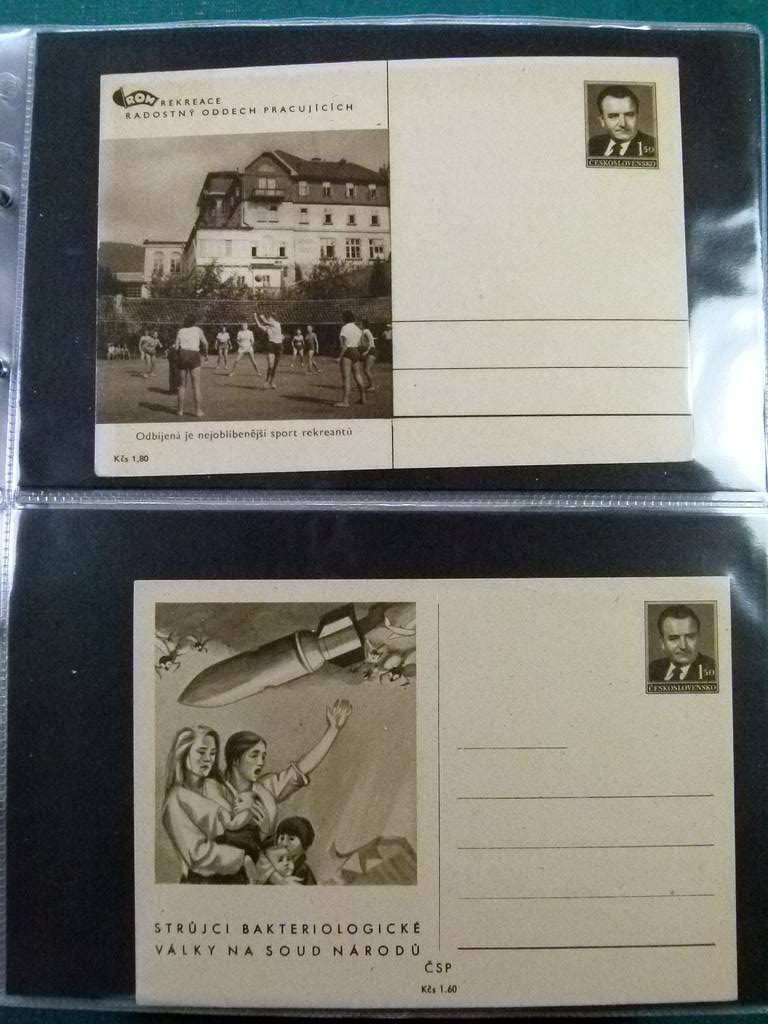 ROH REKREACE
RADOSTNÝ ODDECH PRACUJÍCÍCH
1 50
ČESKOSLOVENSKO
Odbíjená je nejoblíbenější sport rekreantů
Kčs 1,80
1 50
ČESKOSLOVENSKO
STRŮJCI BAKTERIOLOGICKÉ
VÁLKY NA SOUD NÁRODŮ
ČSP
Kčs 1.60